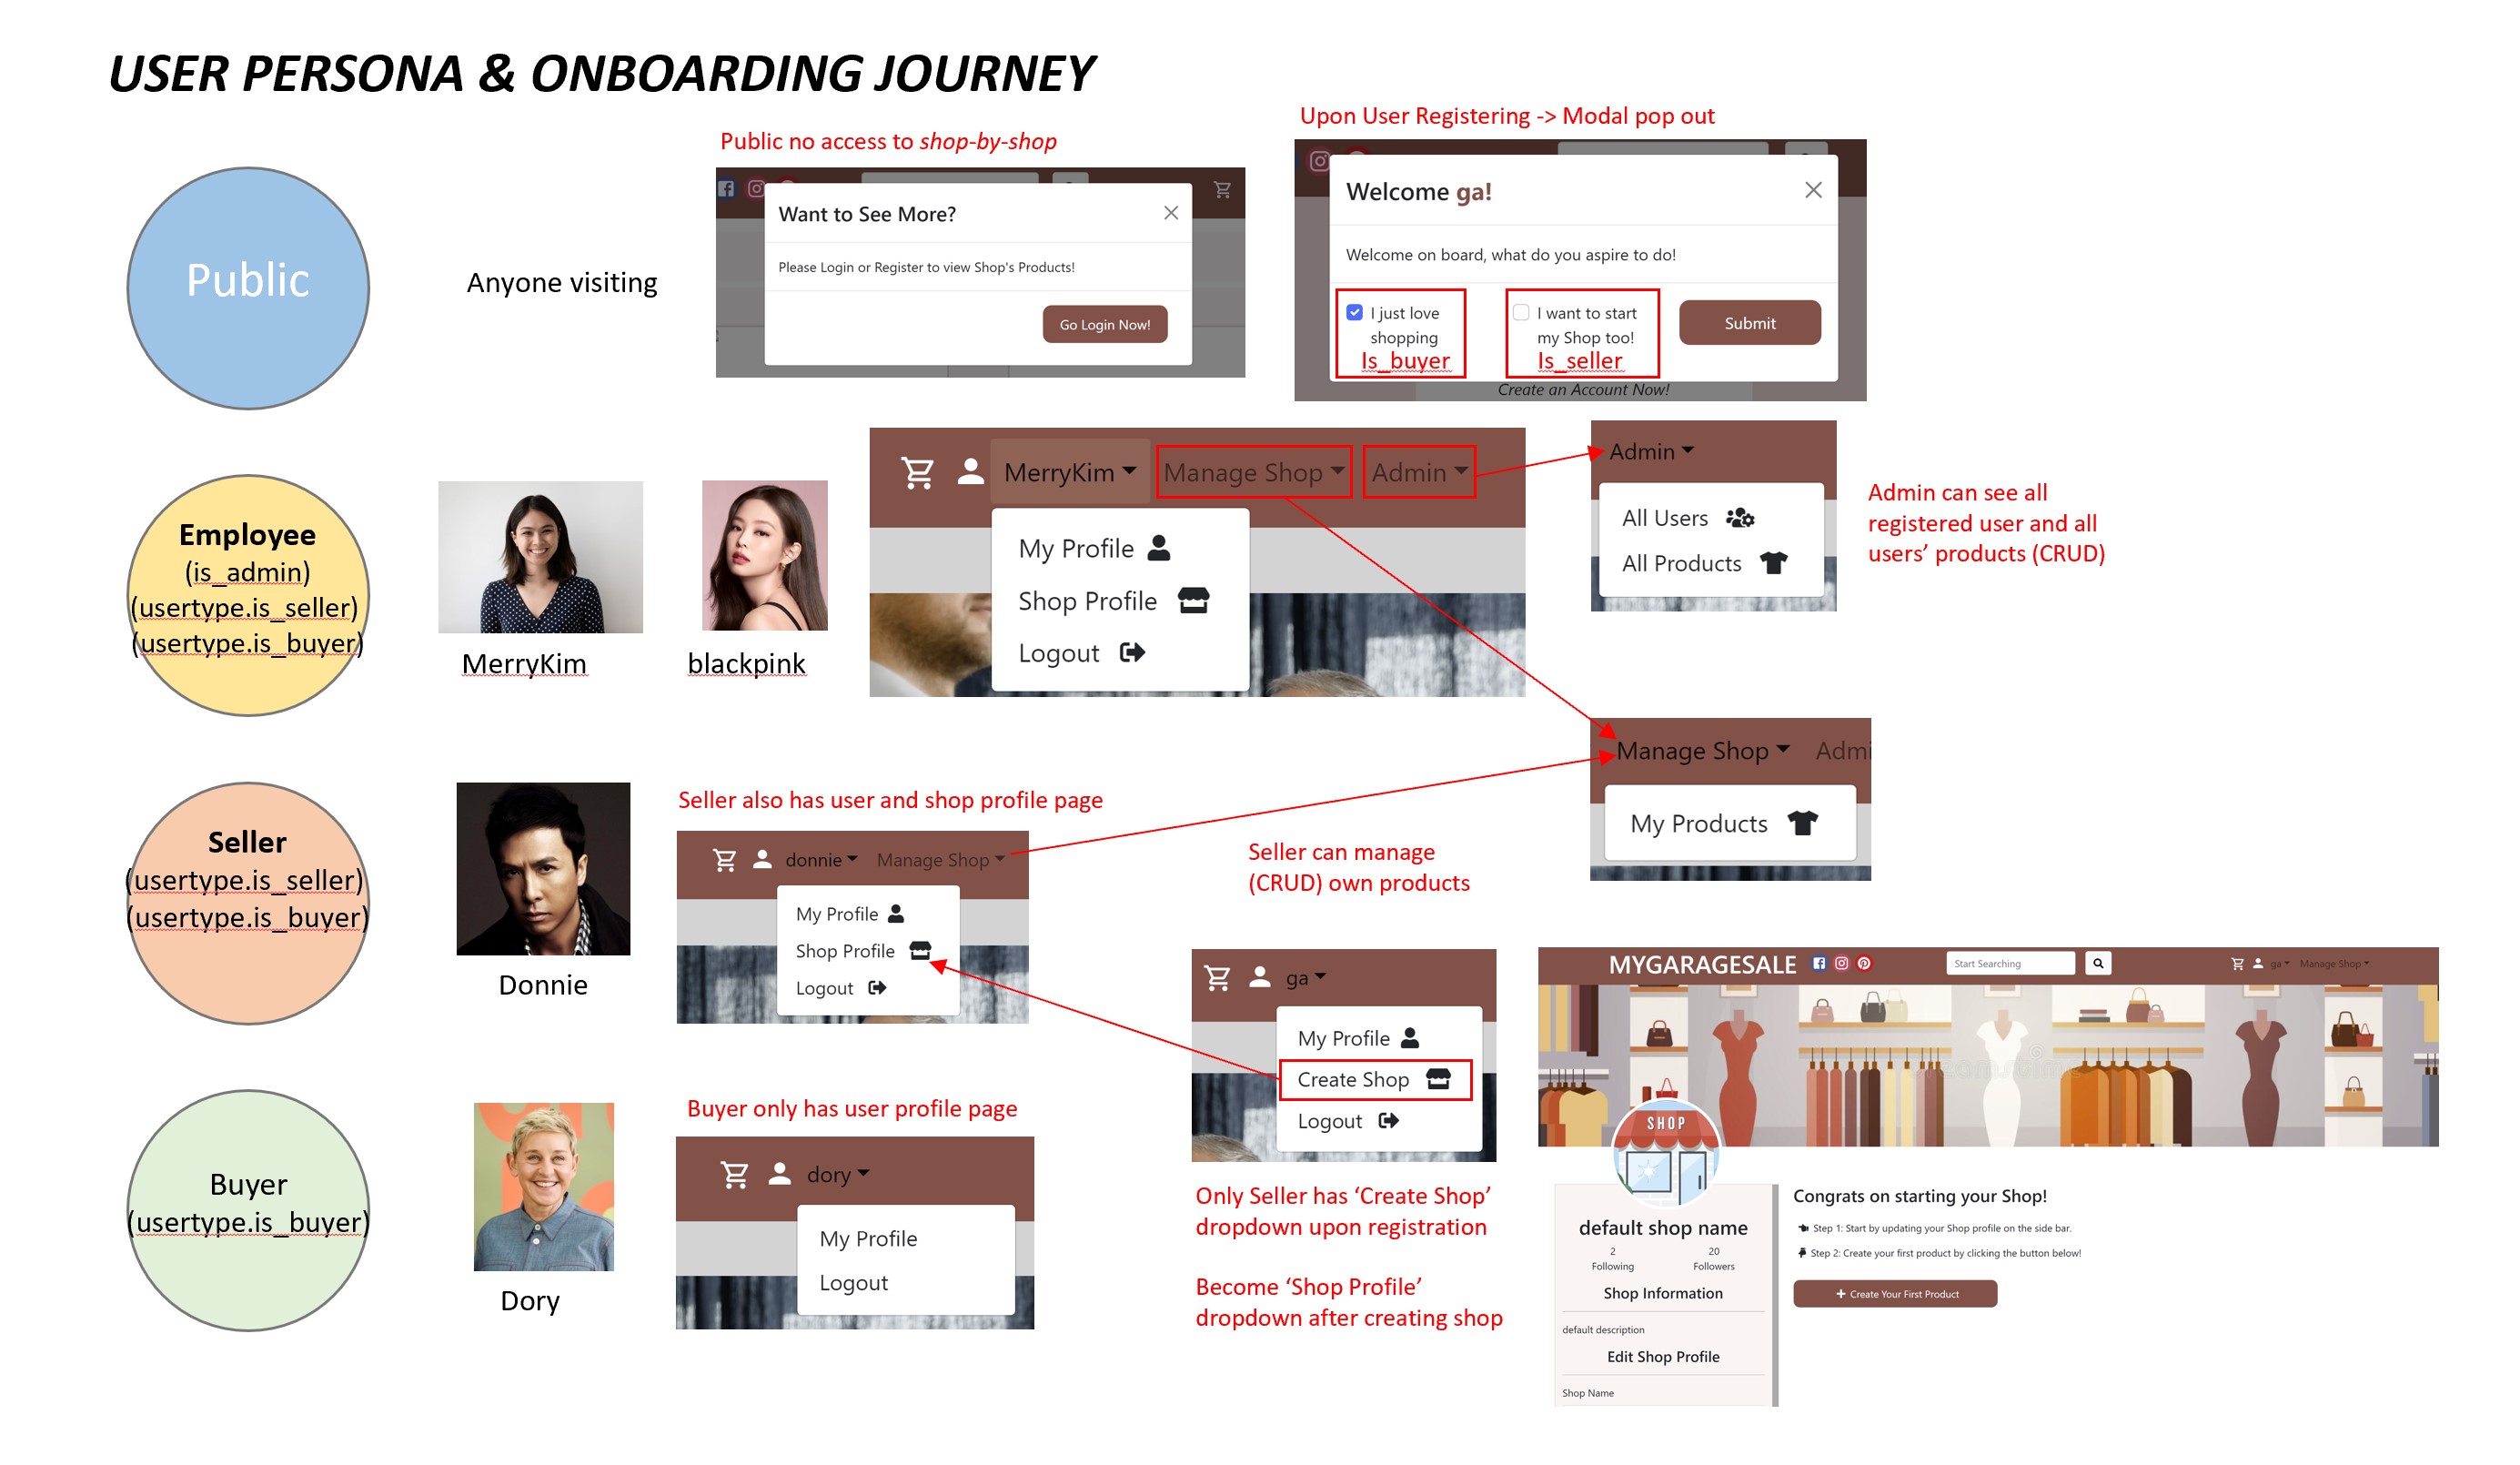 USER PERSONA & ONBOARDING JOURNEY
Public no access to shop-by-shop
Upon User Registering -> Modal pop out
Public
Anyone visiting
Want to See More?
Please Login or Register to view Shop's Products!
Go Login Now!
Welcome ga!
Welcome on board, what do you aspire to do!
I just love
shopping
Is_buyer
I want to start
my Shop too!
Is_seller
Submit
Create an Account Now!
Employee
(is_admin)
(usertype.is_seller)
(usertype.is_buyer)
MerryKim
blackpink
MerryKim
Manage Shop
Admin
My Profile
Shop Profile
Logout
Admin
All Users
All Products
Admin can see all
registered user and all
users' products (CRUD)
Manage Shop
Admi
My Products
Seller
(usertype.is_seller)
(usertype.is_buyer)
Donnie
Seller also has user and shop profile page
donnie
Manage Shop
My Profile
Shop Profile
Logout
Seller can manage
(CRUD) own products
ga
My Profile
Create Shop
Logout
Only Seller has ‘Create Shop’
dropdown upon registration
Become ‘Shop Profile’
dropdown after creating shop
MYGARAGESALE
Start Searching
ga
Manage Shop
SHOP
default shop name
2
Following
20
Followers
Shop Information
default description
Edit Shop Profile
Shop Name
Congrats on starting your Shop!
Step 1: Start by updating your Shop profile on the side bar.
Step 2: Create your first product by clicking the button below!
Create Your First Product
Buyer
(usertype.is_buyer)
Dory
Buyer only has user profile page
dory
My Profile
Logout